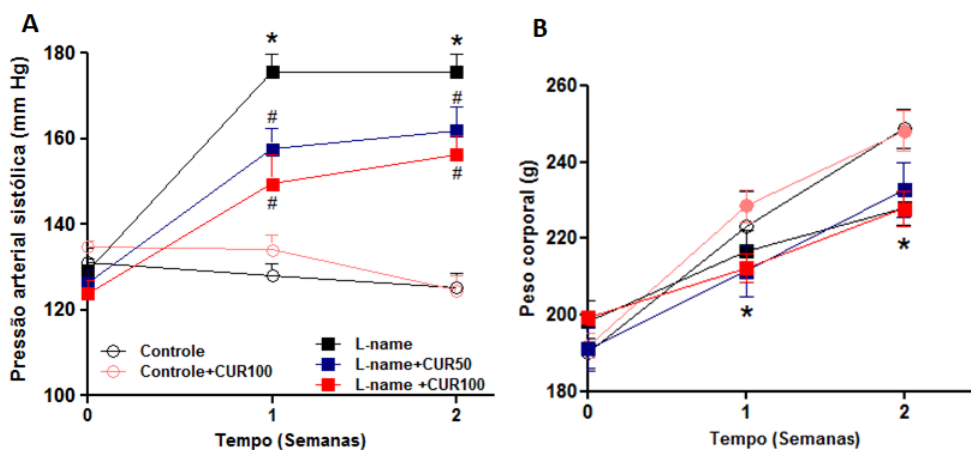 A
Pressão arterial sistólica (mm Hg)
180
160
140
120
100
*
*
#
#
#
#
Controle
Controle+CUR100
L-name
L-name+CUR50
L-name +CUR100
0
1
2
Tempo (Semanas)
B
Peso corporal (g)
260
240
220
200
180
*
*
0
1
2
Tempo (Semanas)